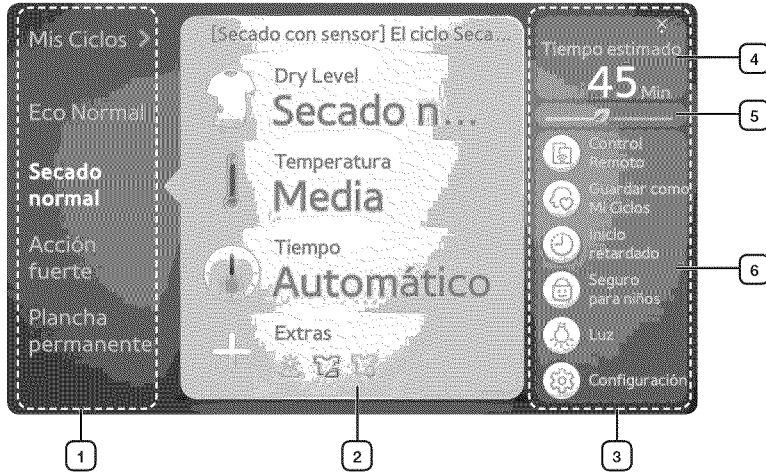 Mis Ciclos >
Eco Normal
Secado
normal
Acción
fuerte
Plancha
permanente
[Secado con sensor] El ciclo Seca...
Dry Level
Secado n...
Temperatura
Media
Tiempo
Automático
Extras
Tiempo estimado
45 Min
Control
Remoto
Guardar como
Mi Ciclos
Inicio
retardado
Seguro
para niños
Luz
Configuración
4
5
6
1
2
3